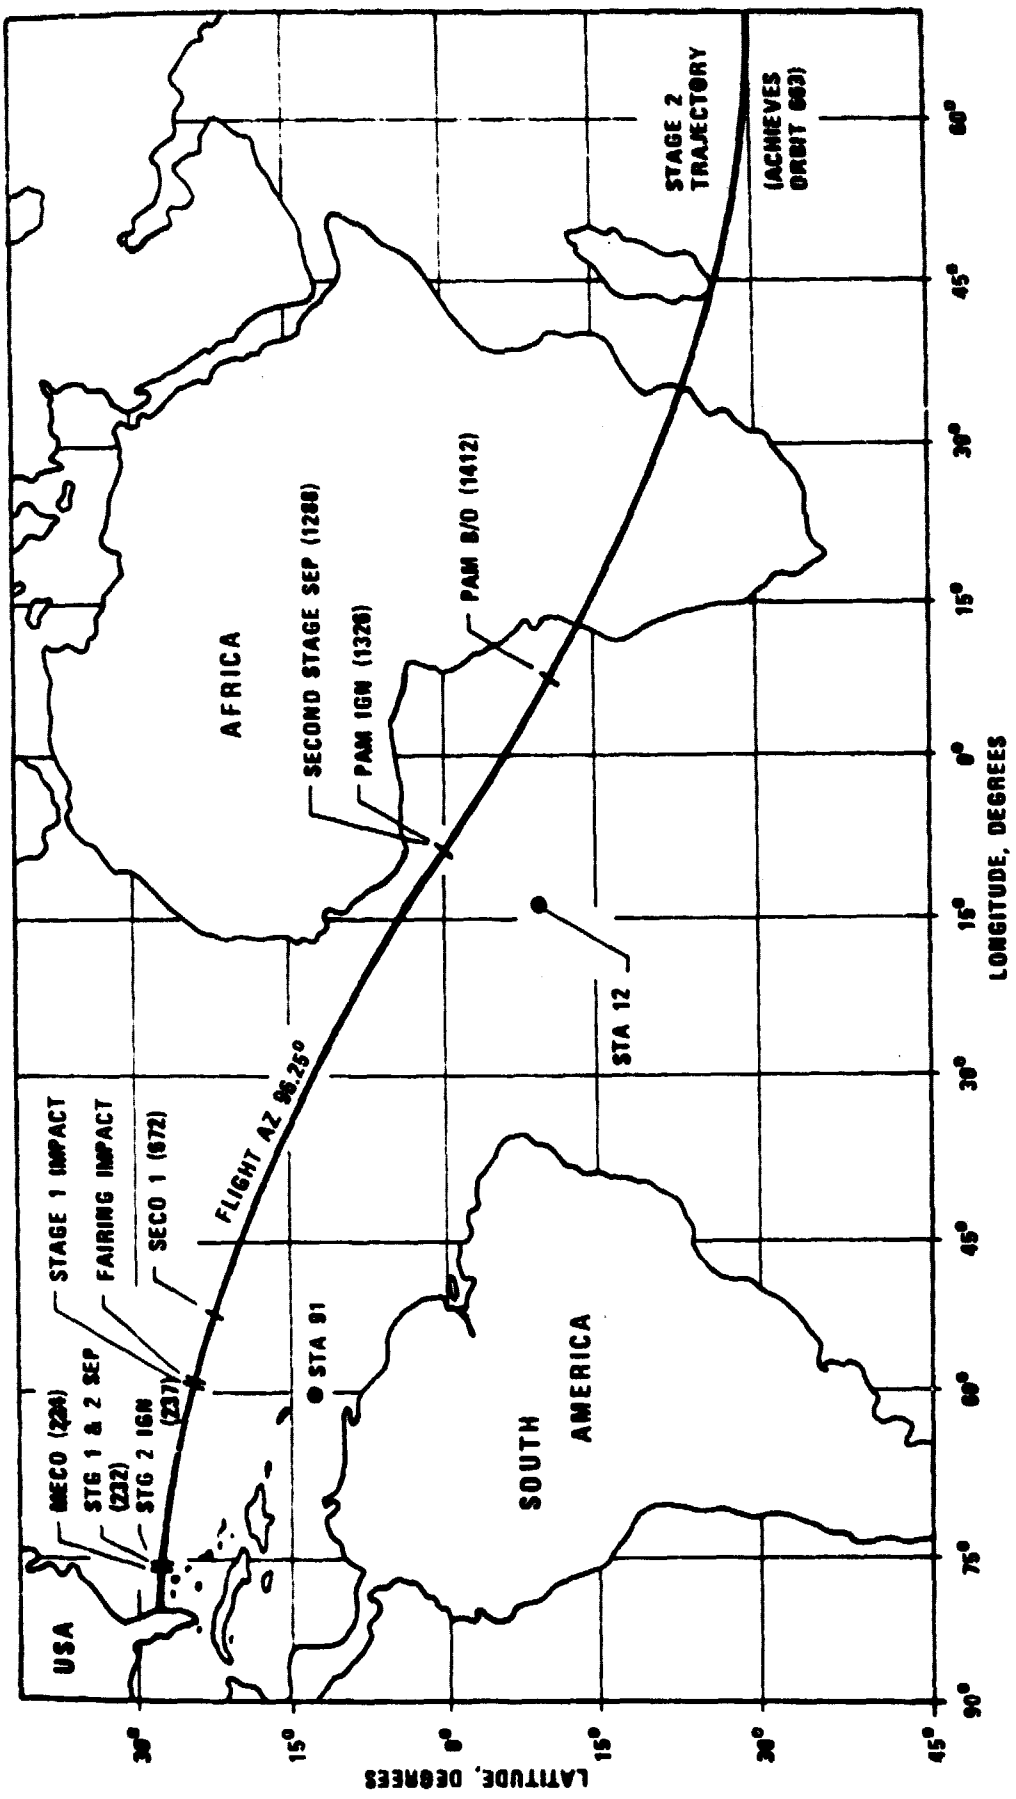 USA
MECO (224)
STG 1 & 2 SEP
(232)
STG 2 IGN
(237)
STAGE 1 IMPACT
FAIRING IMPACT
SECO 1 (672)
FLIGHT AZ 96.25°
STA 91
SOUTH
AMERICA
STA 12
AFRICA
SECOND STAGE SEP (1288)
PAM IGN (1326)
PAM B/O (1412)
STAGE 2
TRAJECTORY
(ACHIEVES
ORBIT 663)
30°
15°
0°
15°
30°
45°
LATITUDE, DEGREES
90°
75°
60°
45°
30°
15°
0°
15°
30°
45°
60°
LONGITUDE, DEGREES